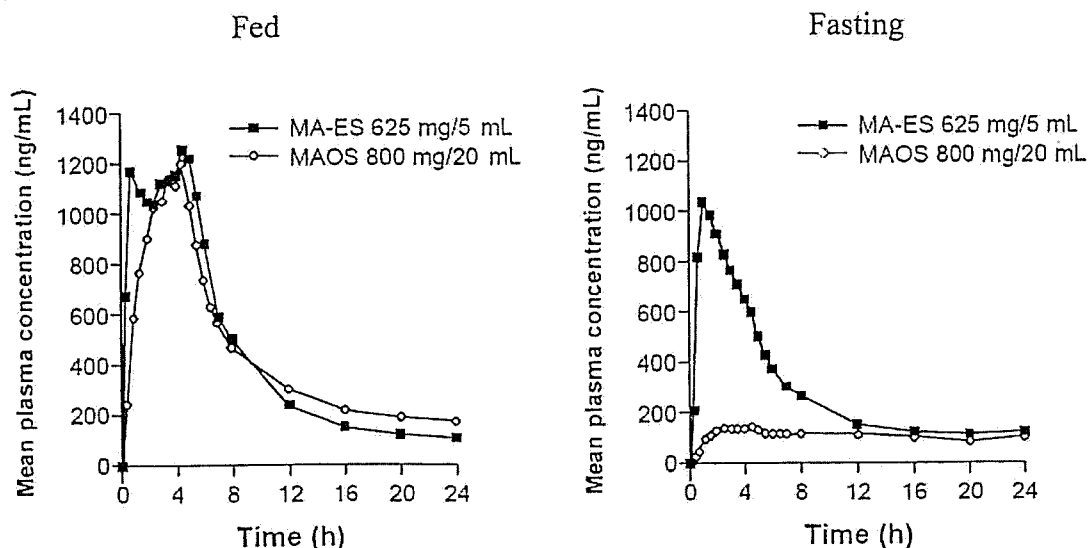 Fed
Mean plasma concentration (ng/mL)
1400
1200
1000
800
600
400
200
0
MA-ES 625 mg/5 mL
MAOS 800 mg/20 mL
0 4 8 12 16 20 24
Time (h)
Fasting
Mean plasma concentration (ng/mL)
1400
1200
1000
800
600
400
200
0
MA-ES 625 mg/5 mL
MAOS 800 mg/20 mL
0 4 8 12 16 20 24
Time (h)